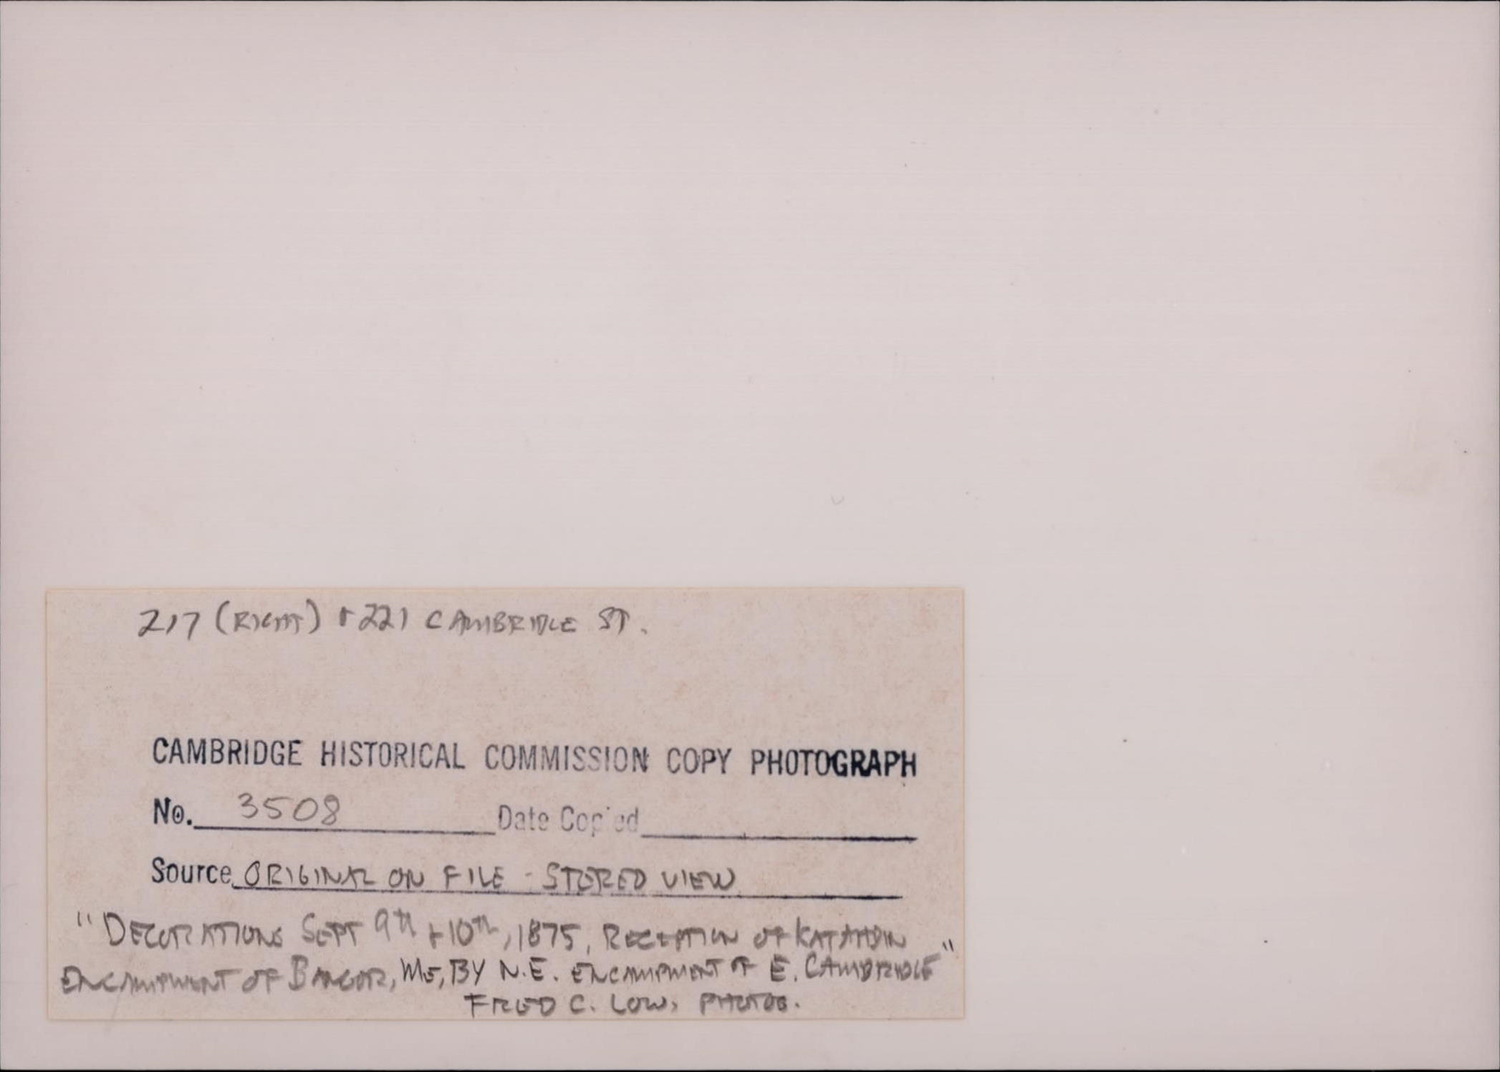 217 (RIGHT) + 221 CAMBRIDGE ST.
CAMBRIDGE HISTORICAL COMMISSION COPY PHOTOGRAPH
No. 3508 Date Copied
Source ORIGINAL ON FILE - STEREO VIEW
"DECORATIONS SEPT 9th + 10th, 1875, RECEPTION OF KATAHDIN
ENCAMPMENT OF BANGOR, ME, BY N.E. ENCAMPMENT OF E. CAMBRIDGE"
FRED C. LOW, PHOTOG.